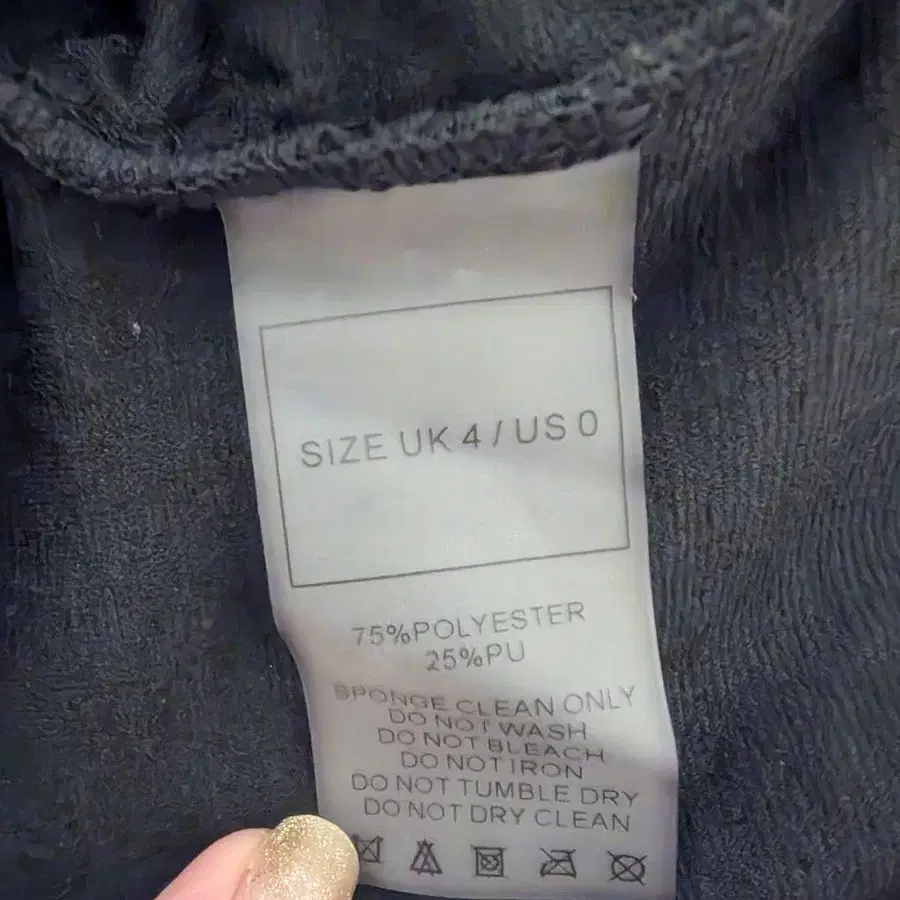 SIZE UK 4 / US 0
75%POLYESTER
25%PU
SPONGE CLEAN ONLY
DO NOT WASH
DO NOT BLEACH
DO NOT IRON
DO NOT TUMBLE DRY
DO NOT DRY CLEAN